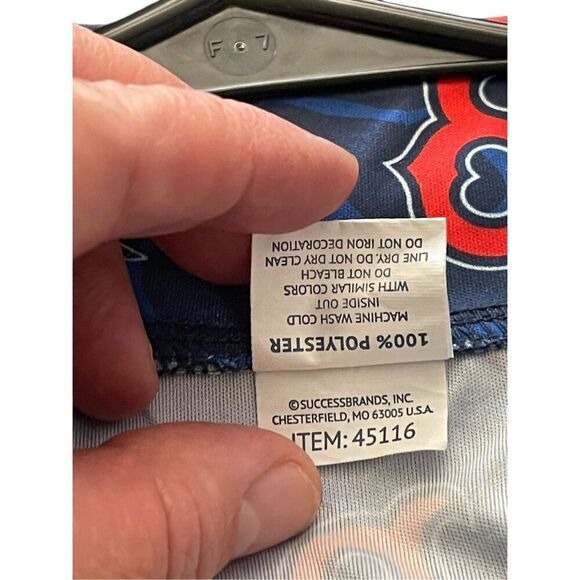 F 7
100% POLYESTER
MACHINE WASH COLD
INSIDE OUT
WITH SIMILAR COLORS
DO NOT BLEACH
LINE DRY. DO NOT DRY CLEAN
DO NOT IRON DECORATION
©SUCCESSBRANDS, INC.
CHESTERFIELD, MO 63005 U.S.A.
ITEM: 45116